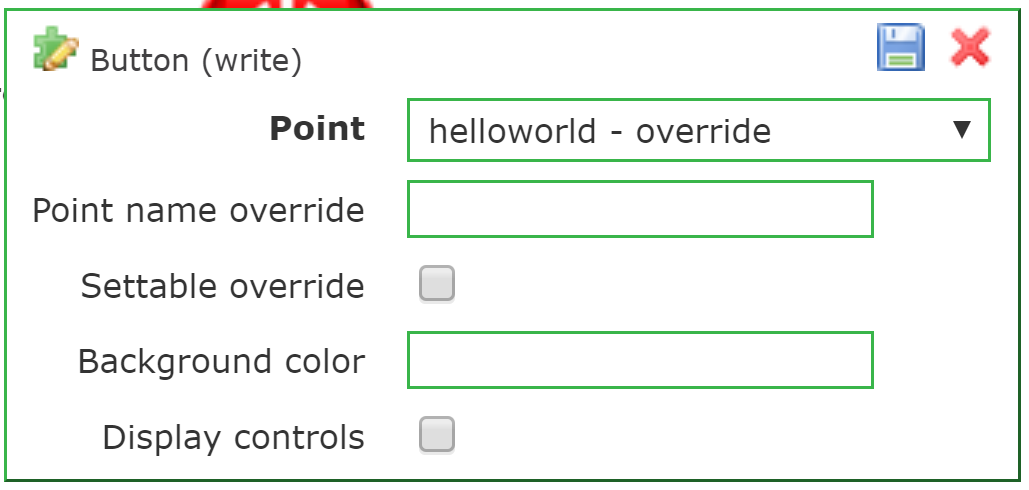 Button (write)
Point helloworld - override
Point name override
Settable override
Background color
Display controls